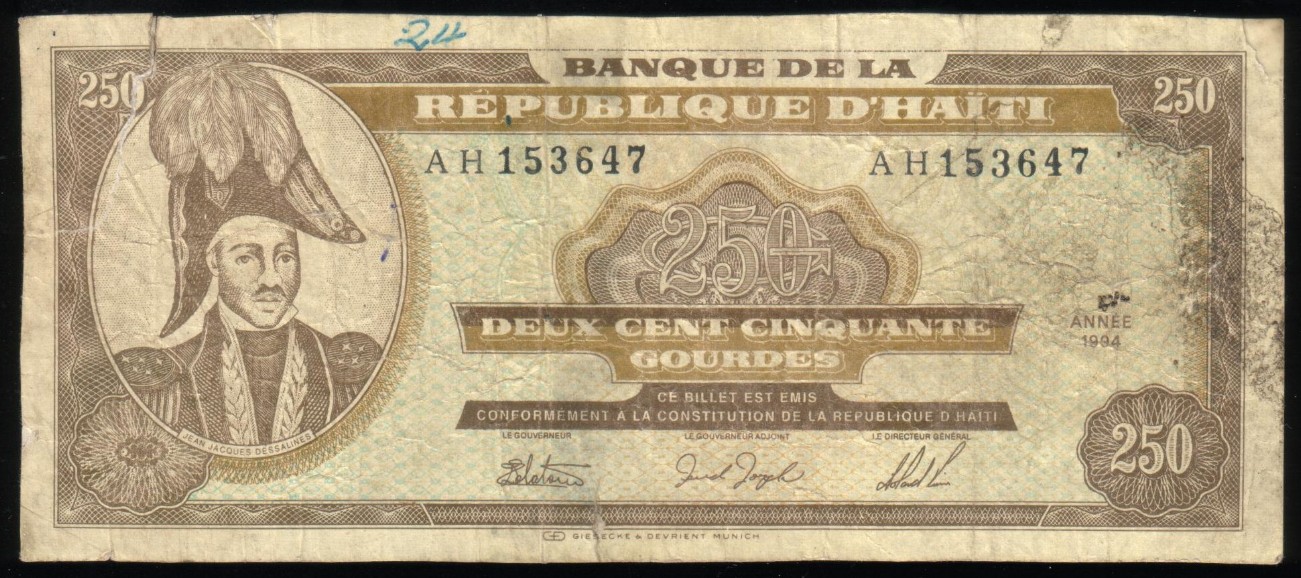 24
BANQUE DE LA
250
RÉPUBLIQUE D'HAÏTI
250
AH153647
AH153647
250
DEUX CENT CINQUANTE
GOURDES
ANNÉE
1994
CE BILLET EST EMIS
CONFORMÉMENT A LA CONSTITUTION DE LA REPUBLIQUE D HAITI
LE GOUVERNEUR
LE GOUVERNEUR ADJOINT
LE DIRECTEUR GÉNÉRAL
JEAN JACQUES DESSALINES
250
GIESECKE & DEVRIENT MUNICH